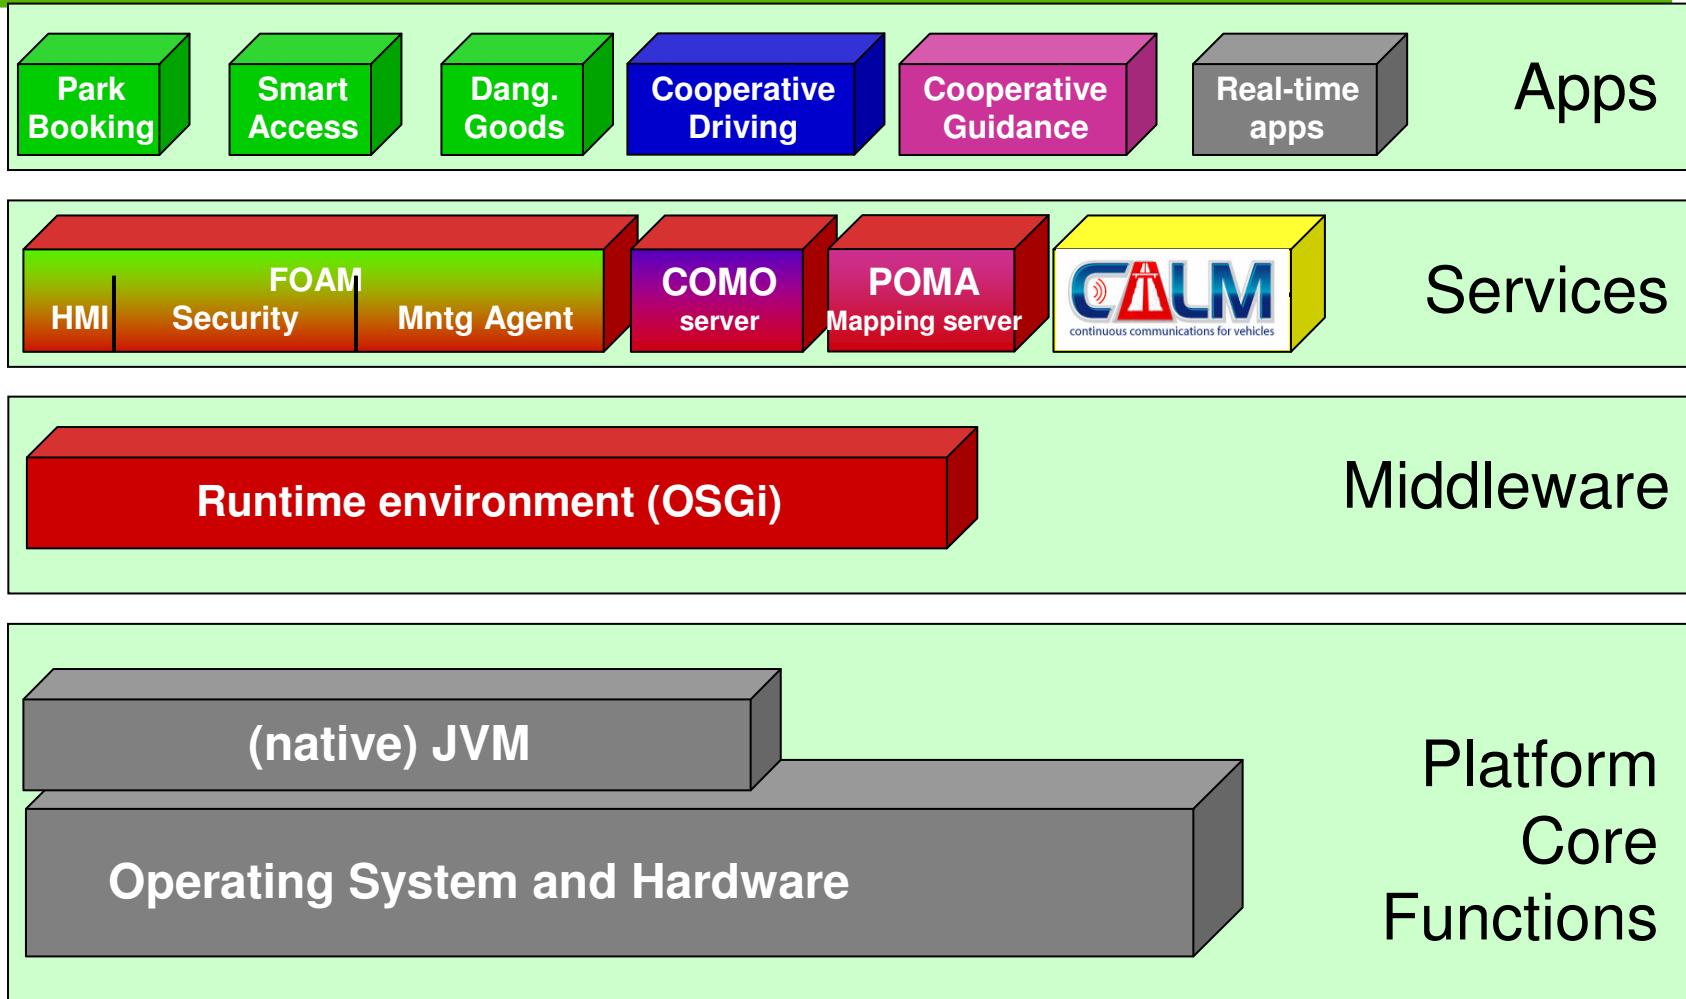 Park
Booking
Smart
Access
Dang.
Goods
Cooperative
Driving
Cooperative
Guidance
Real-time
apps
Apps
FOAM
HMI
Security
Mntg Agent
COMO
server
POMA
Mapping server
CALM
continuous communications for vehicles
Services
Runtime environment (OSGi)
Middleware
(native) JVM
Operating System and Hardware
Platform
Core
Functions